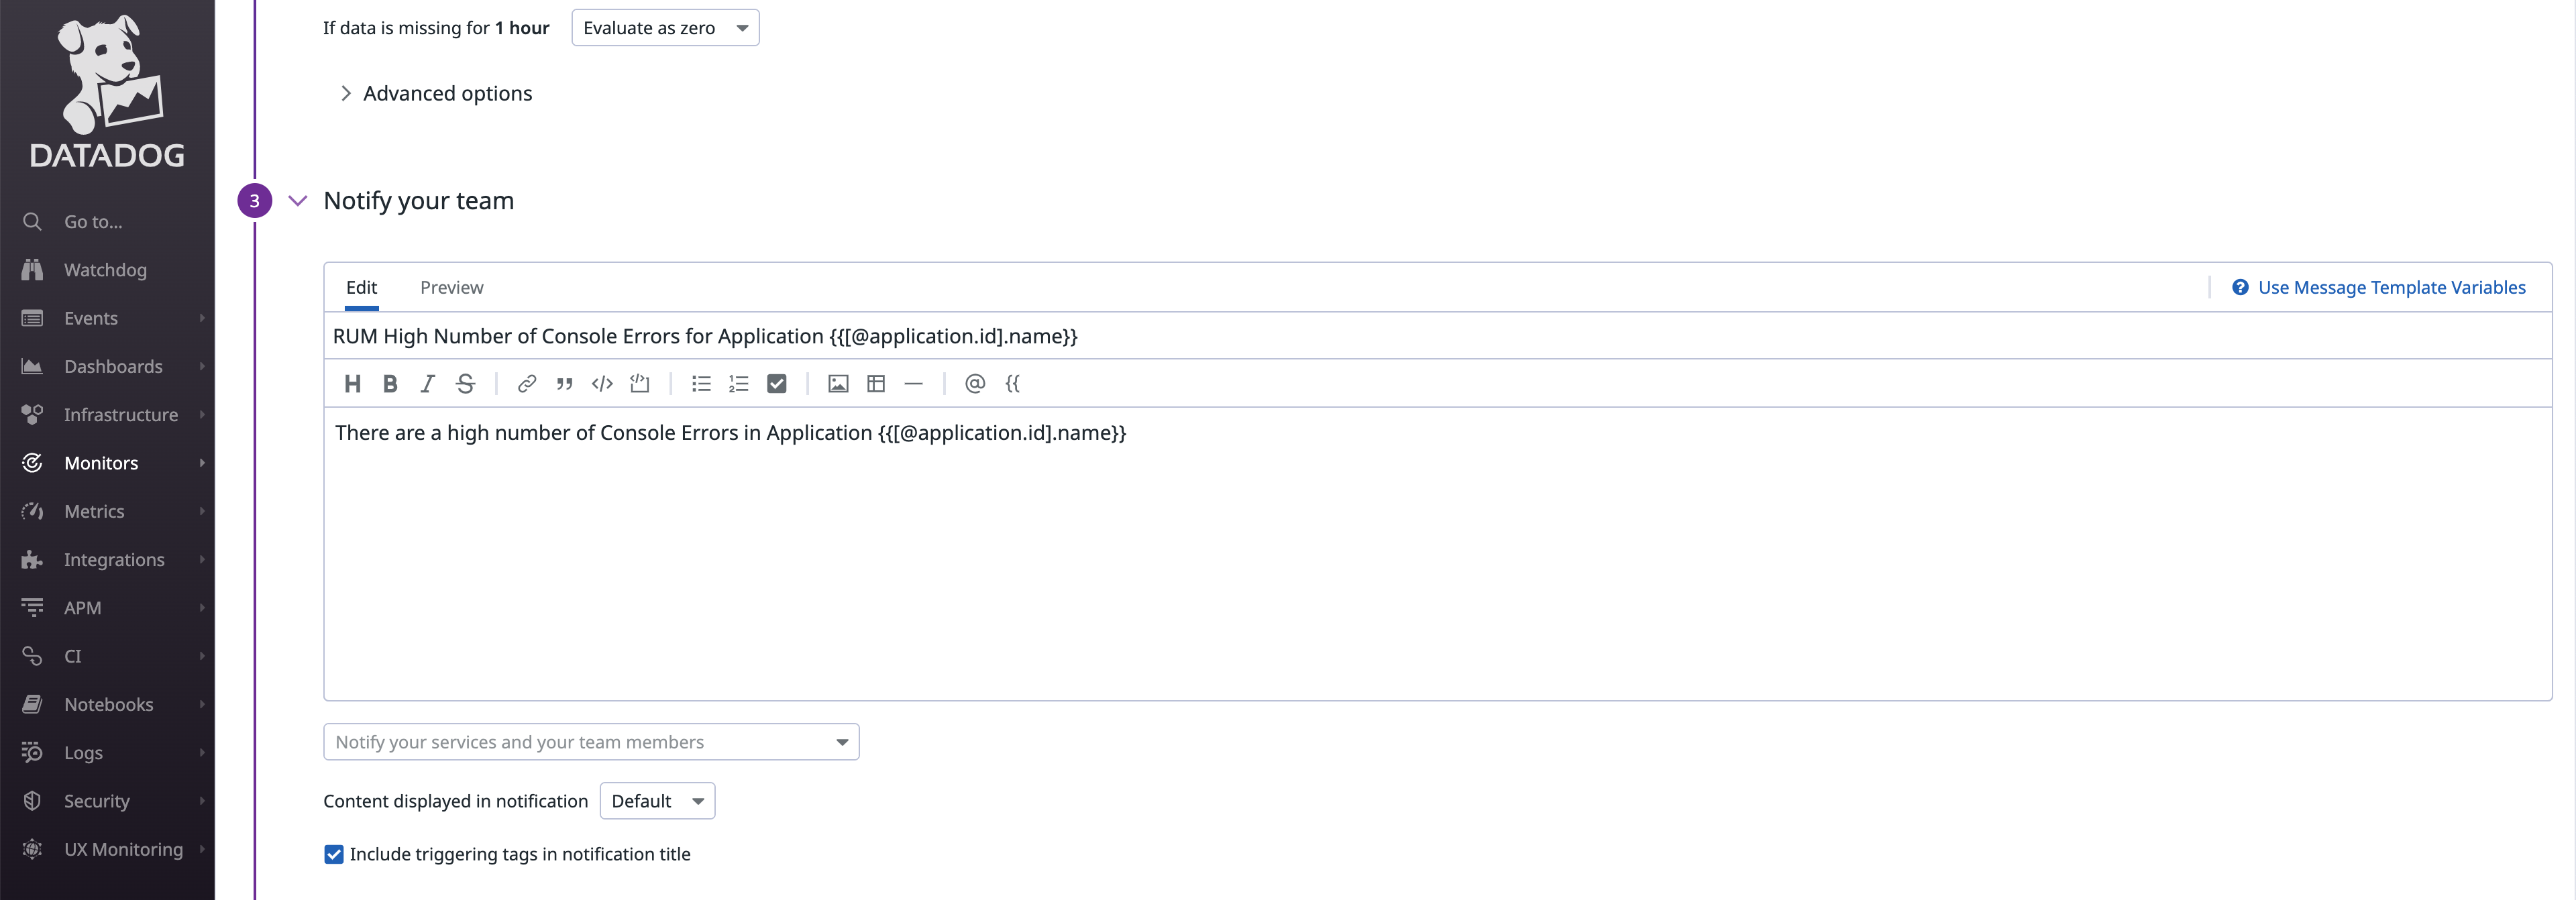 DATADOG
Go to...
Watchdog
Events
Dashboards
Infrastructure
Monitors
Metrics
Integrations
APM
CI
Notebooks
Logs
Security
UX Monitoring
If data is missing for 1 hour Evaluate as zero
Advanced options
3 Notify your team
Edit Preview Use Message Template Variables
RUM High Number of Console Errors for Application {{[@application.id].name}}
There are a high number of Console Errors in Application {{[@application.id].name}}
Notify your services and your team members
Content displayed in notification Default
Include triggering tags in notification title